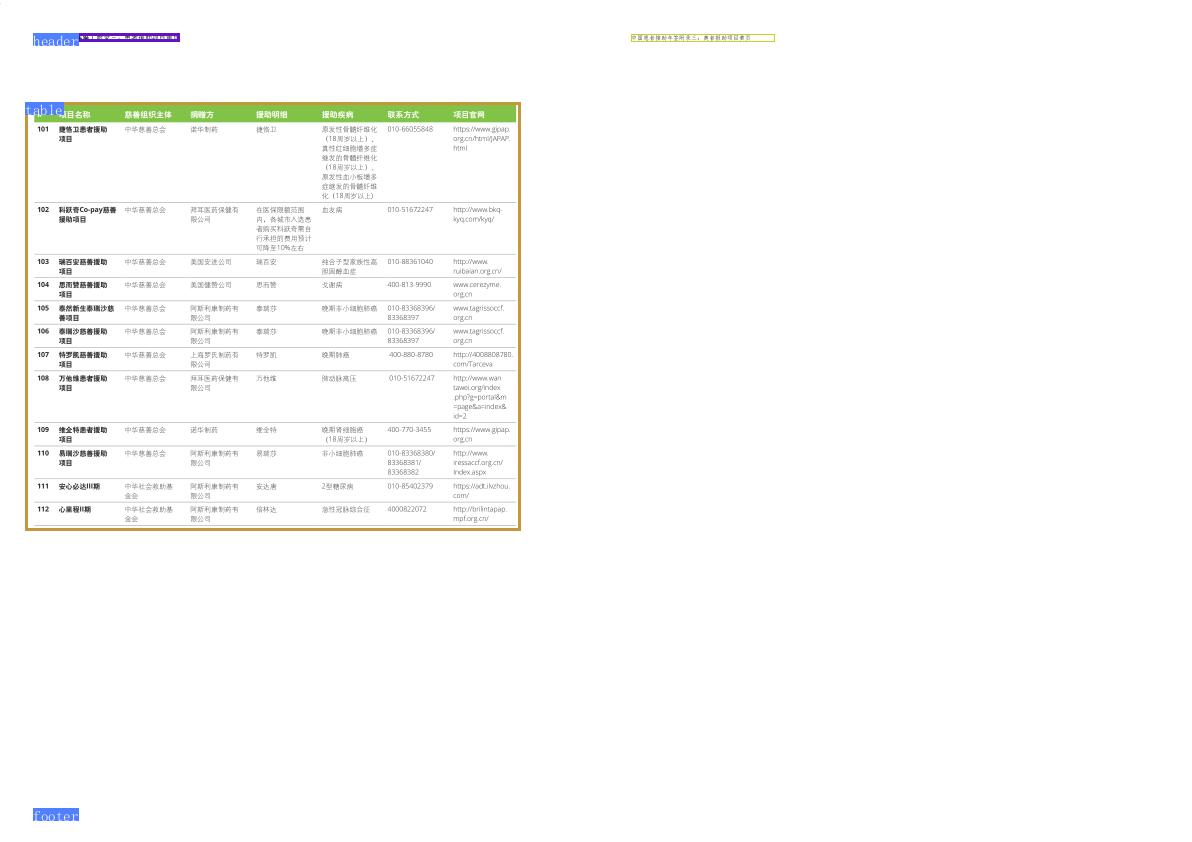 header
中国患者援助年鉴附录三：患者援助项目黄页
table
项目名称 慈善组织主体 捐赠方 援助明细 援助疾病 联系方式 项目官网
101 捷恪卫患者援助 中华慈善总会 诺华制药 捷恪卫 原发性骨髓纤维化 010-66055848 https://www.gipap.
项目 （18周岁以上）， org.cn/html/JAPAP.
真性红细胞增多症 html
继发的骨髓纤维化
（18周岁以上），
原发性血小板增多
症继发的骨髓纤维
化（18周岁以上）
102 科跃奇Co-pay慈善 中华慈善总会 拜耳医药保健有 在医保限额范围 血友病 010-51672247 http://www.bkq-
援助项目 限公司 内，各城市入选患 kyq.com/kyq/
者购买科跃奇需自
行承担的费用预计
可降至10%左右
103 瑞百安慈善援助 中华慈善总会 美国安进公司 瑞百安 纯合子型家族性高 010-88361040 http://www.
项目 胆固醇血症 ruibaian.org.cn/
104 思而赞慈善援助 中华慈善总会 美国健赞公司 思而赞 戈谢病 400-813-9990 www.cerezyme.
项目 org.cn
105 泰然新生泰瑞沙慈 中华慈善总会 阿斯利康制药有 泰瑞莎 晚期非小细胞肺癌 010-83368396/ www.tagrissoccf.
善项目 限公司 83368397 org.cn
106 泰瑞沙慈善援助 中华慈善总会 阿斯利康制药有 泰瑞莎 晚期非小细胞肺癌 010-83368396/ www.tagrissoccf.
项目 限公司 83368397 org.cn
107 特罗凯慈善援助 中华慈善总会 上海罗氏制药有 特罗凯 晚期肺癌 400-880-8780 http://4008808780.
项目 限公司 com/Tarceva
108 万他维患者援助 中华慈善总会 拜耳医药保健有 万他维 肺动脉高压 010-51672247 http://www.wan
项目 限公司 tawei.org/index
.php?g=portal&m
=page&a=index&
id=2
109 维全特患者援助 中华慈善总会 诺华制药 维全特 晚期肾细胞癌 400-770-3455 https://www.gipap.
项目 （18周岁以上） org.cn
110 易瑞沙慈善援助 中华慈善总会 阿斯利康制药有 易瑞莎 非小细胞肺癌 010-83368380/ http://www.
项目 限公司 83368381/ iressaccf.org.cn/
83368382 Index.aspx
111 安心必达III期 中华社会救助基 阿斯利康制药有 安达唐 2型糖尿病 010-85402379 https://adt.ilvzhou.
金会 限公司 com/
112 心里程II期 中华社会救助基 阿斯利康制药有 倍林达 急性冠脉综合征 4000822072 http://brilintapap.
金会 限公司 mpf.org.cn/
footer